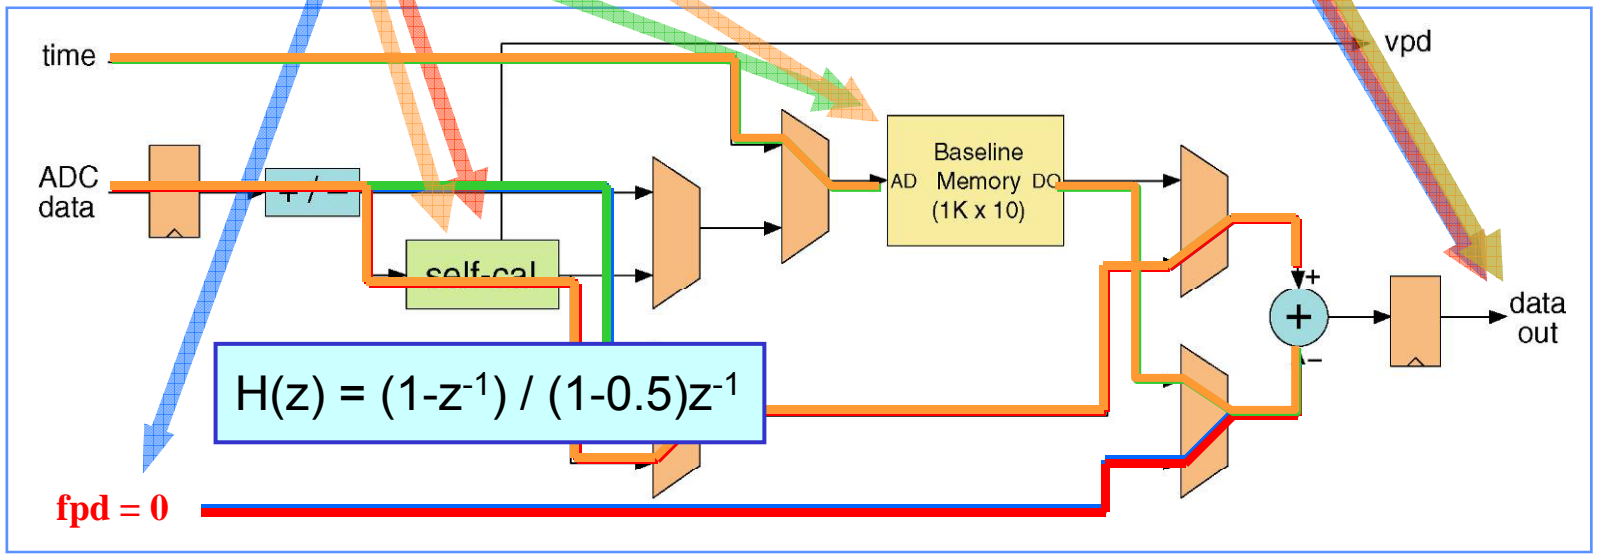 time
vpd
ADC
data
+ / −
self-cal
Baseline
AD Memory DO
(1K x 10)
+
+
−
data
out
H(z) = (1-z-1) / (1-0.5)z-1
fpd = 0